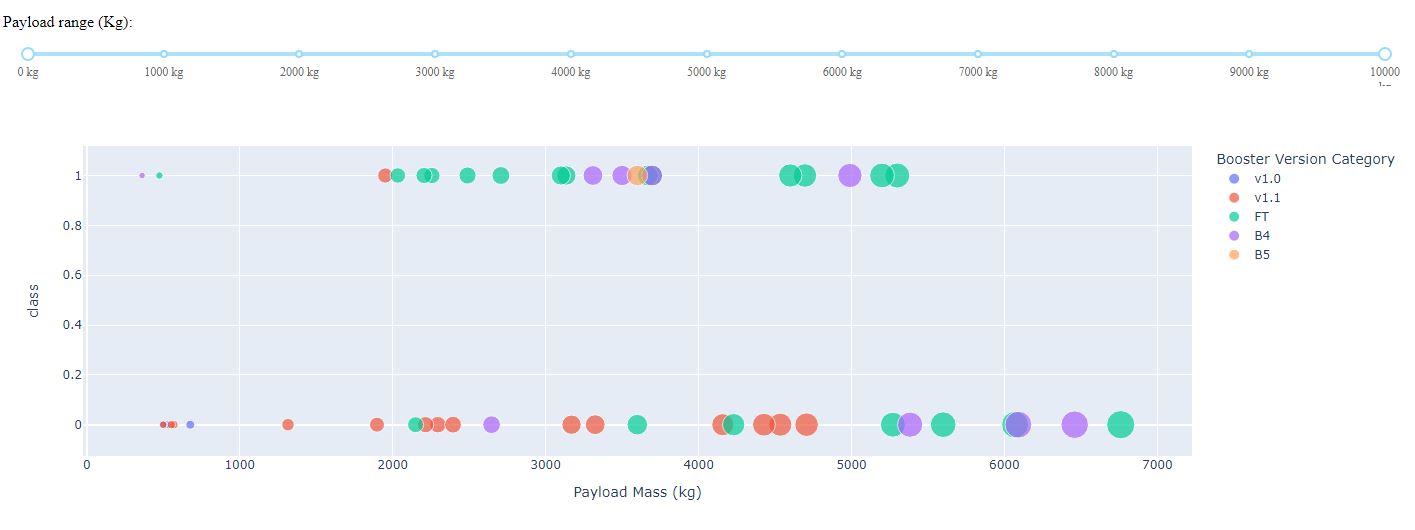 Payload range (Kg):
0 kg 1000 kg 2000 kg 3000 kg 4000 kg 5000 kg 6000 kg 7000 kg 8000 kg 9000 kg 10000
Booster Version Category
v1.0
v1.1
FT
B4
B5
1
0.8
0.6
0.4
0.2
0
class
0 1000 2000 3000 4000 5000 6000 7000
Payload Mass (kg)